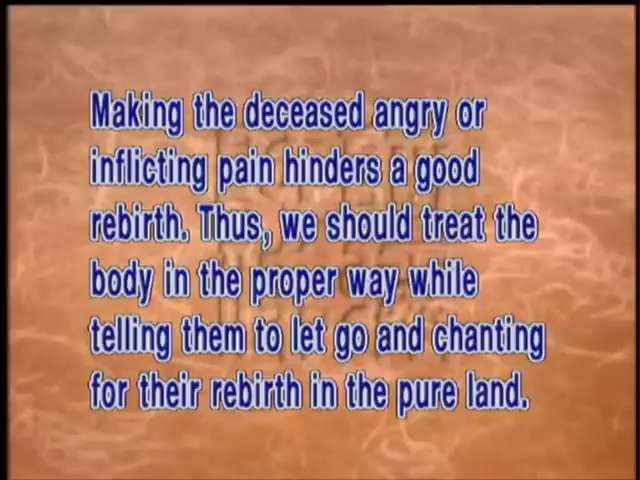 Making the deceased angry or
inflicting pain hinders a good
rebirth. Thus, we should treat the
body in the proper way while
telling them to let go and chanting
for their rebirth in the pure land.